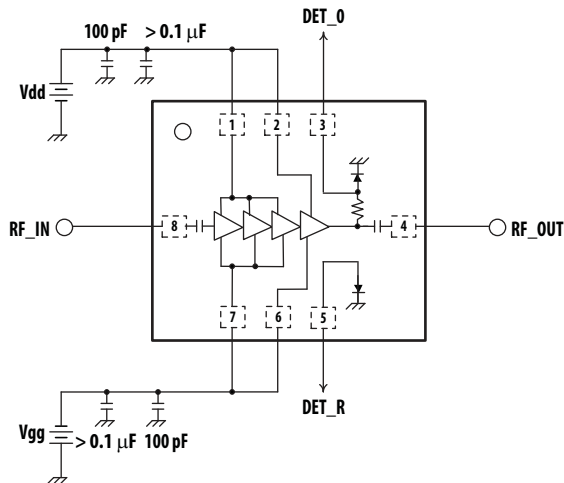 DET_O
100 pF > 0.1 μF
Vdd
1 2 3
RF_IN 8 4 RF_OUT
7 6 5
DET_R
Vgg
> 0.1 μF 100 pF